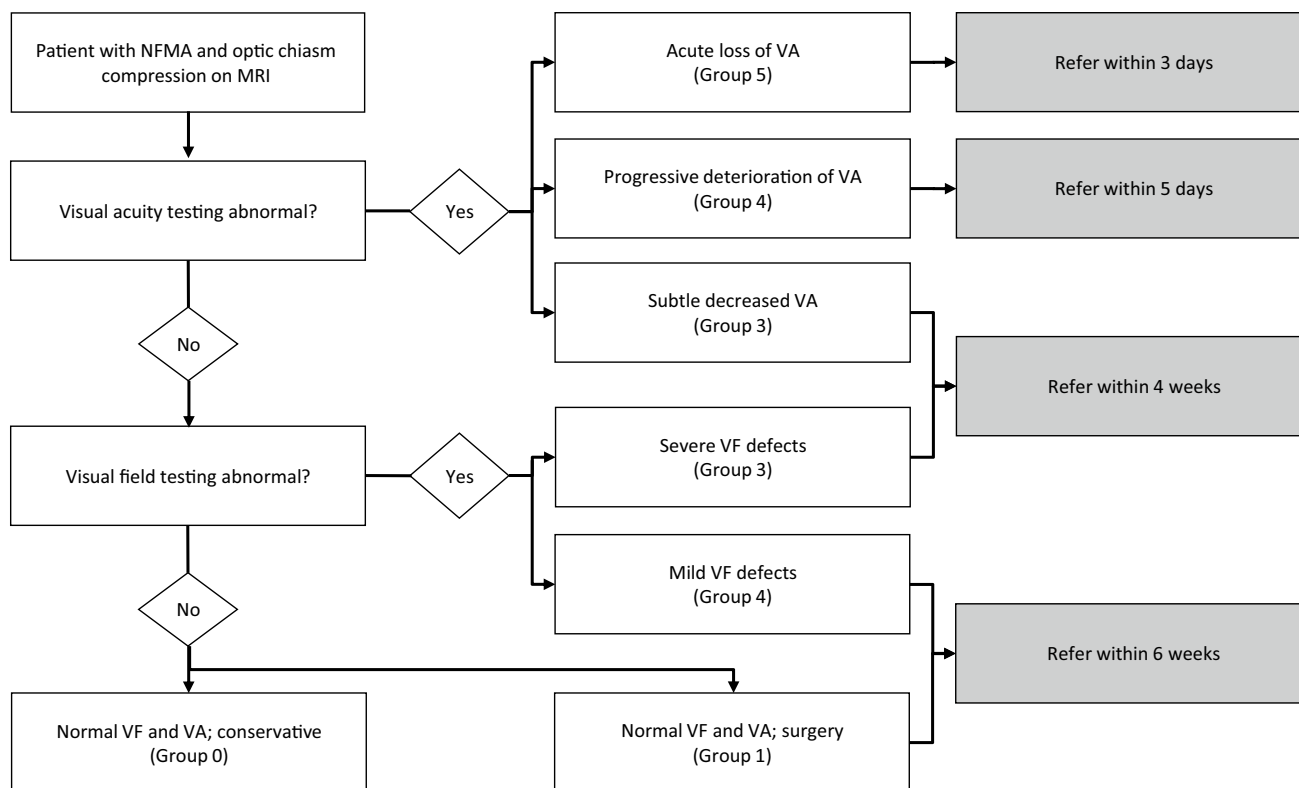 Patient with NFMA and optic chiasm
compression on MRI
Acute loss of VA
(Group 5)
Refer within 3 days
Visual acuity testing abnormal?
Yes
Progressive deterioration of VA
(Group 4)
Refer within 5 days
Subtle decreased VA
(Group 3)
No
Refer within 4 weeks
Visual field testing abnormal?
Yes
Severe VF defects
(Group 3)
Mild VF defects
(Group 4)
No
Refer within 6 weeks
Normal VF and VA; conservative
(Group 0)
Normal VF and VA; surgery
(Group 1)